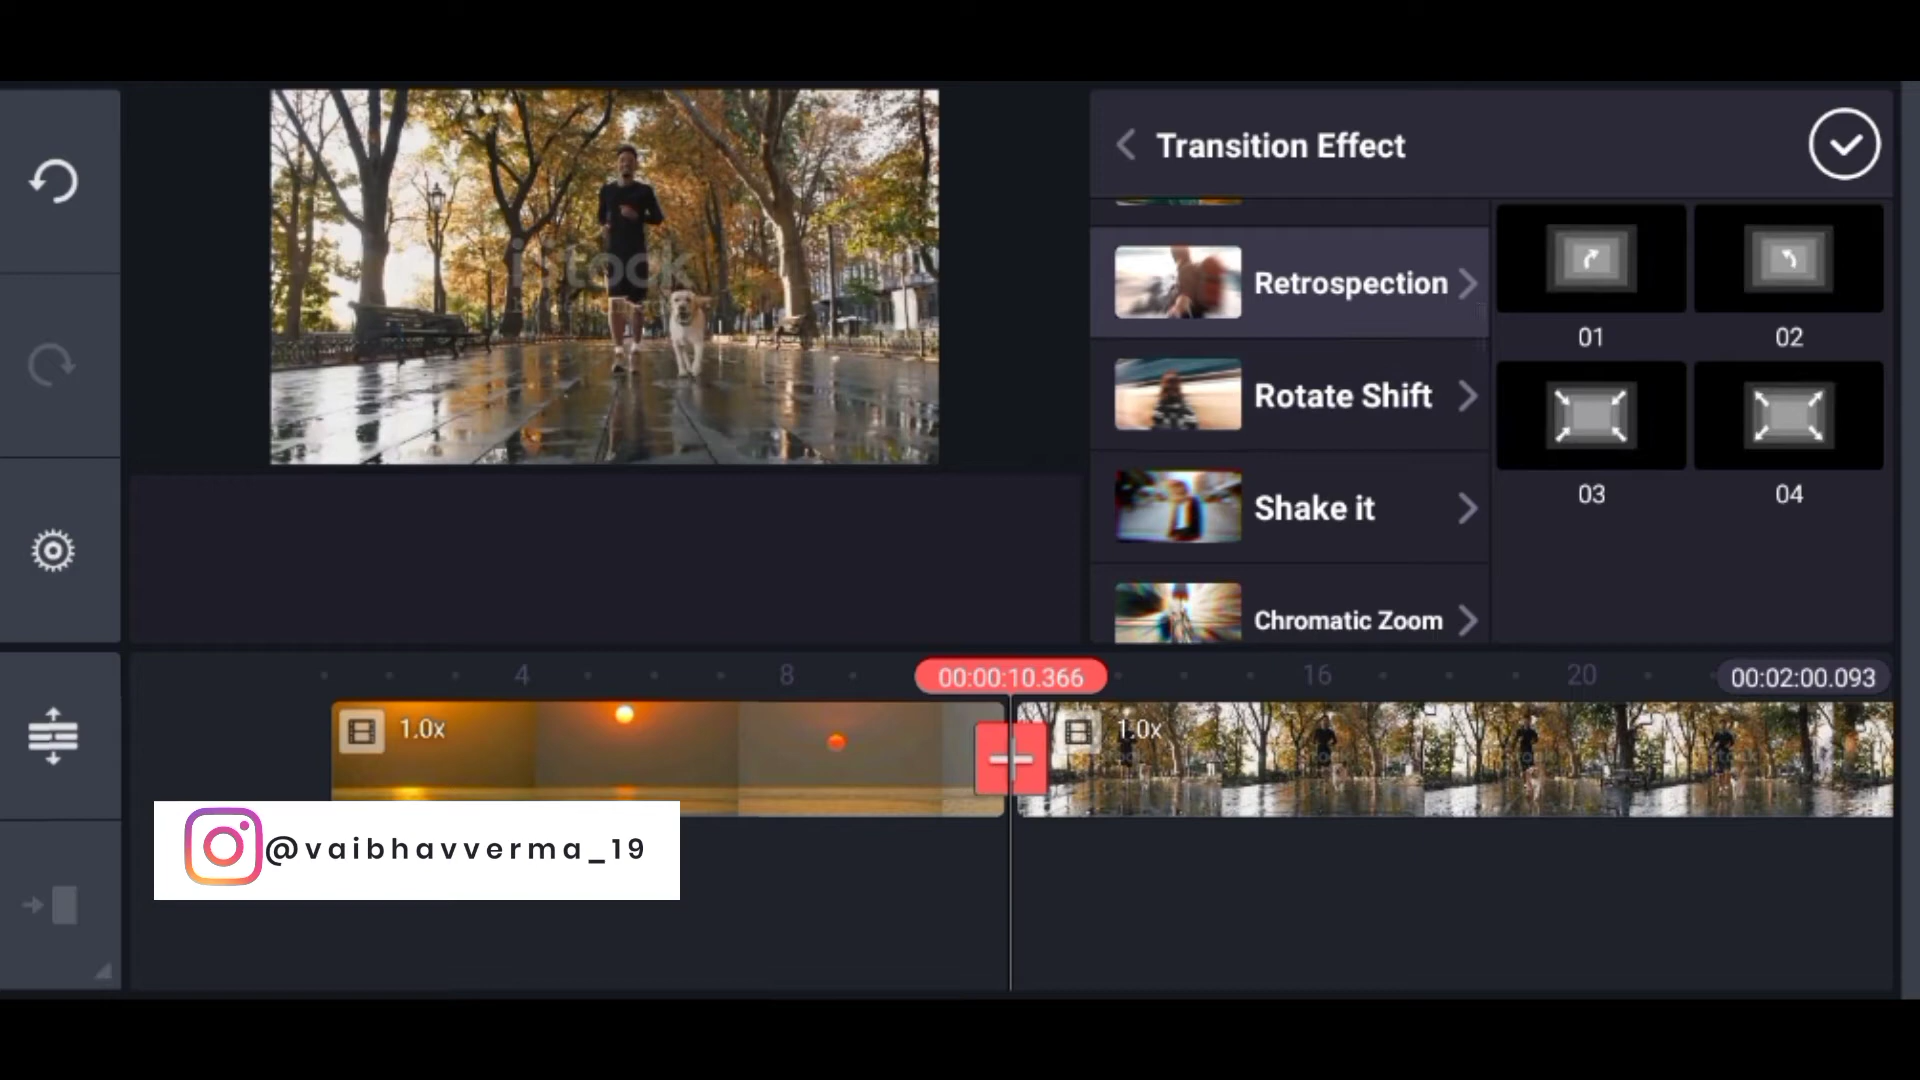 Transition Effect
iStock
Retrospection
01
02
Rotate Shift
03
04
Shake it
Chromatic Zoom
4
8
00:00:10.366
16
20
00:02:00.093
1.0x
1.0x
@vaibhavverma_19